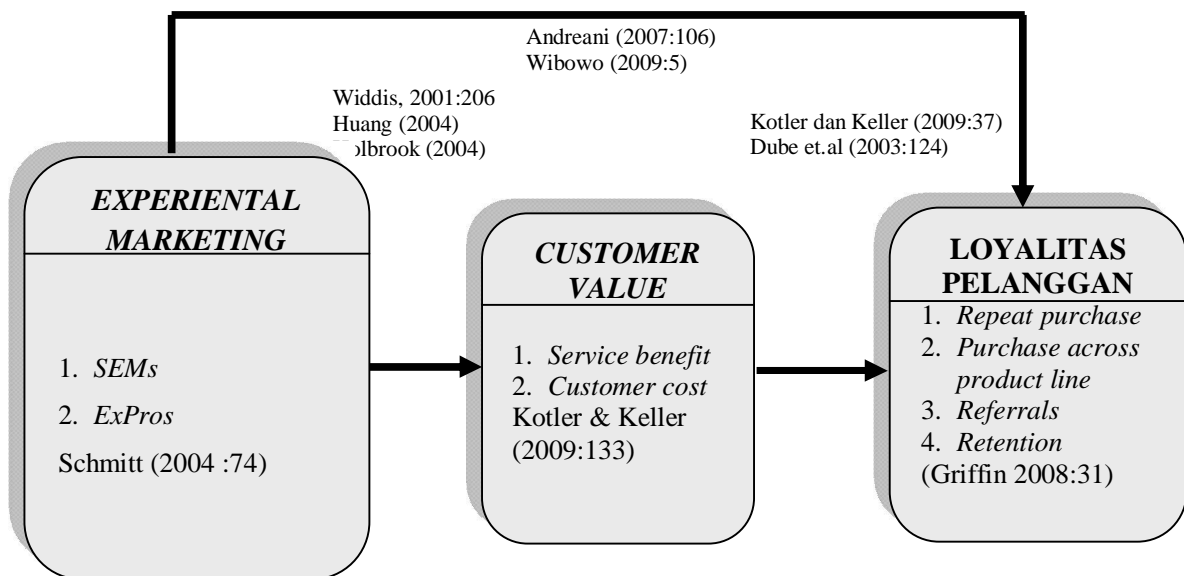 Andreani (2007:106)
Wibowo (2009:5)
Widdis, 2001:206
Huang (2004)
(2004)
Kotler dan Keller (2009:37)
Dube et.al (2003:124)
EXPERIENTAL
MARKETING
1. SEMs
2. ExPros
Schmitt (2004 :74)
CUSTOMER
VALUE
1. Service benefit
2. Customer cost
Kotler & Keller
(2009:133)
LOYALITAS
PELANGGAN
1. Repeat purchase
2. Purchase across
product line
3. Referrals
4. Retention
(Griffin 2008:31)